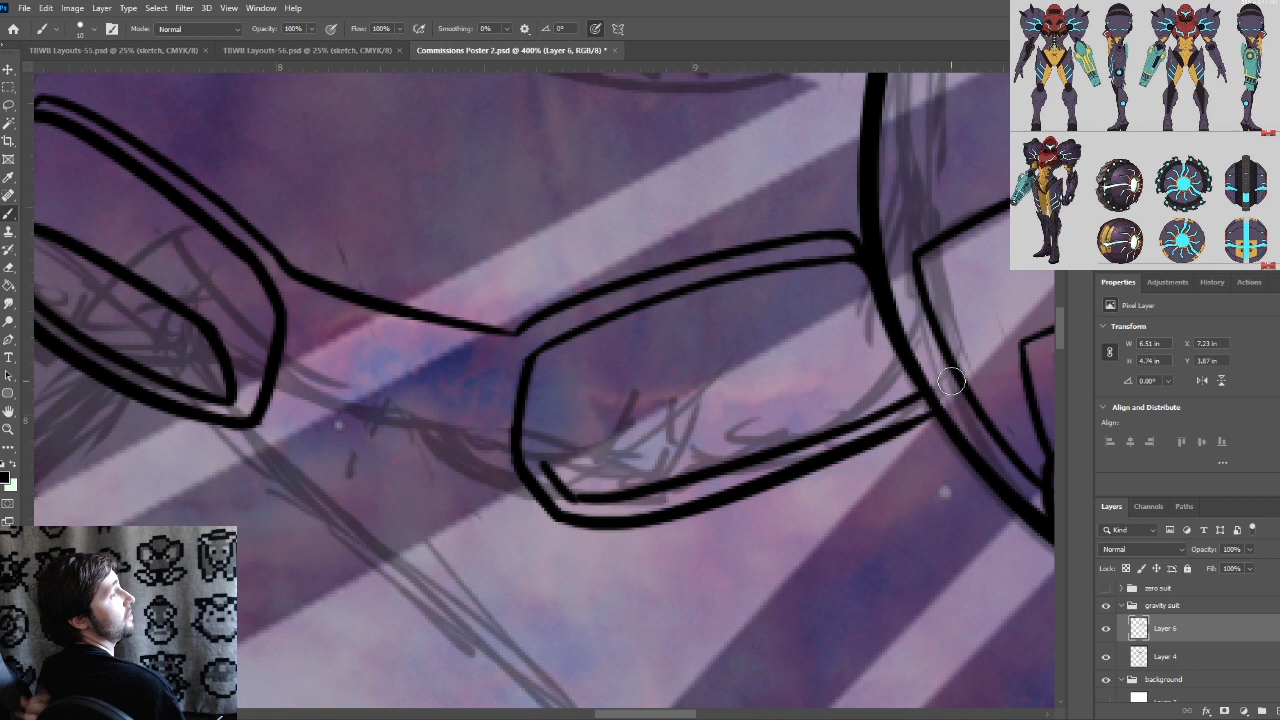 File Edit Image Layer Type Select Filter 3D View Window Help
Mode: Normal Opacity: 100% Flow: 100% Smoothing: 0% 0°
10
TBWB Layouts-55.psd @ 25% (sketch, CMYK/8) × TBWB Layouts-56.psd @ 25% (sketch, CMYK/8) × Commissions Poster 2.psd @ 400% (Layer 6, RGB/8) * ×
8 9
8
Properties Adjustments History Actions
Pixel Layer
Transform
W 6.51 in X 7.23 in
H 4.74 in Y 3.87 in
0.00°
Align and Distribute
Align:
Layers Channels Paths
Kind
Normal Opacity: 100%
Lock: Fill: 100%
zero suit
gravity suit
Layer 6
Layer 4
background